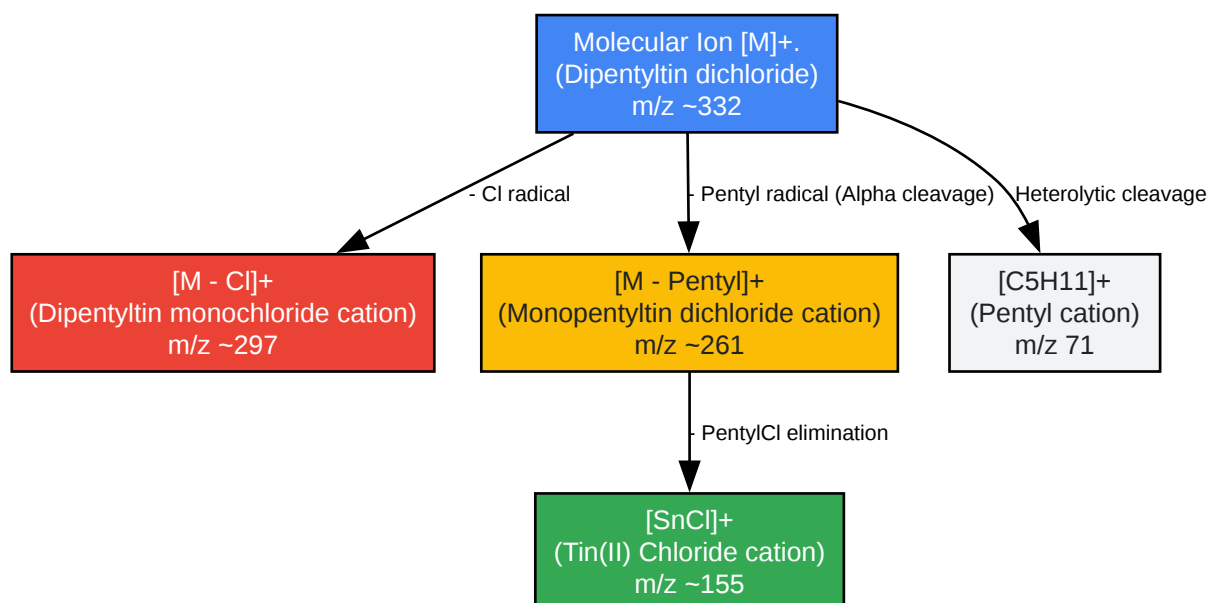 Molecular Ion [M]+.
(Dipentyltin dichloride)
m/z ~332
- Cl radical
- Pentyl radical (Alpha cleavage)
Heterolytic cleavage
[M - Cl]+
(Dipentyltin monochloride cation)
m/z ~297
[M - Pentyl]+
(Monopentyltin dichloride cation)
m/z ~261
[C5H11]+
(Pentyl cation)
m/z 71
- PentylCl elimination
[SnCl]+
(Tin(II) Chloride cation)
m/z ~155